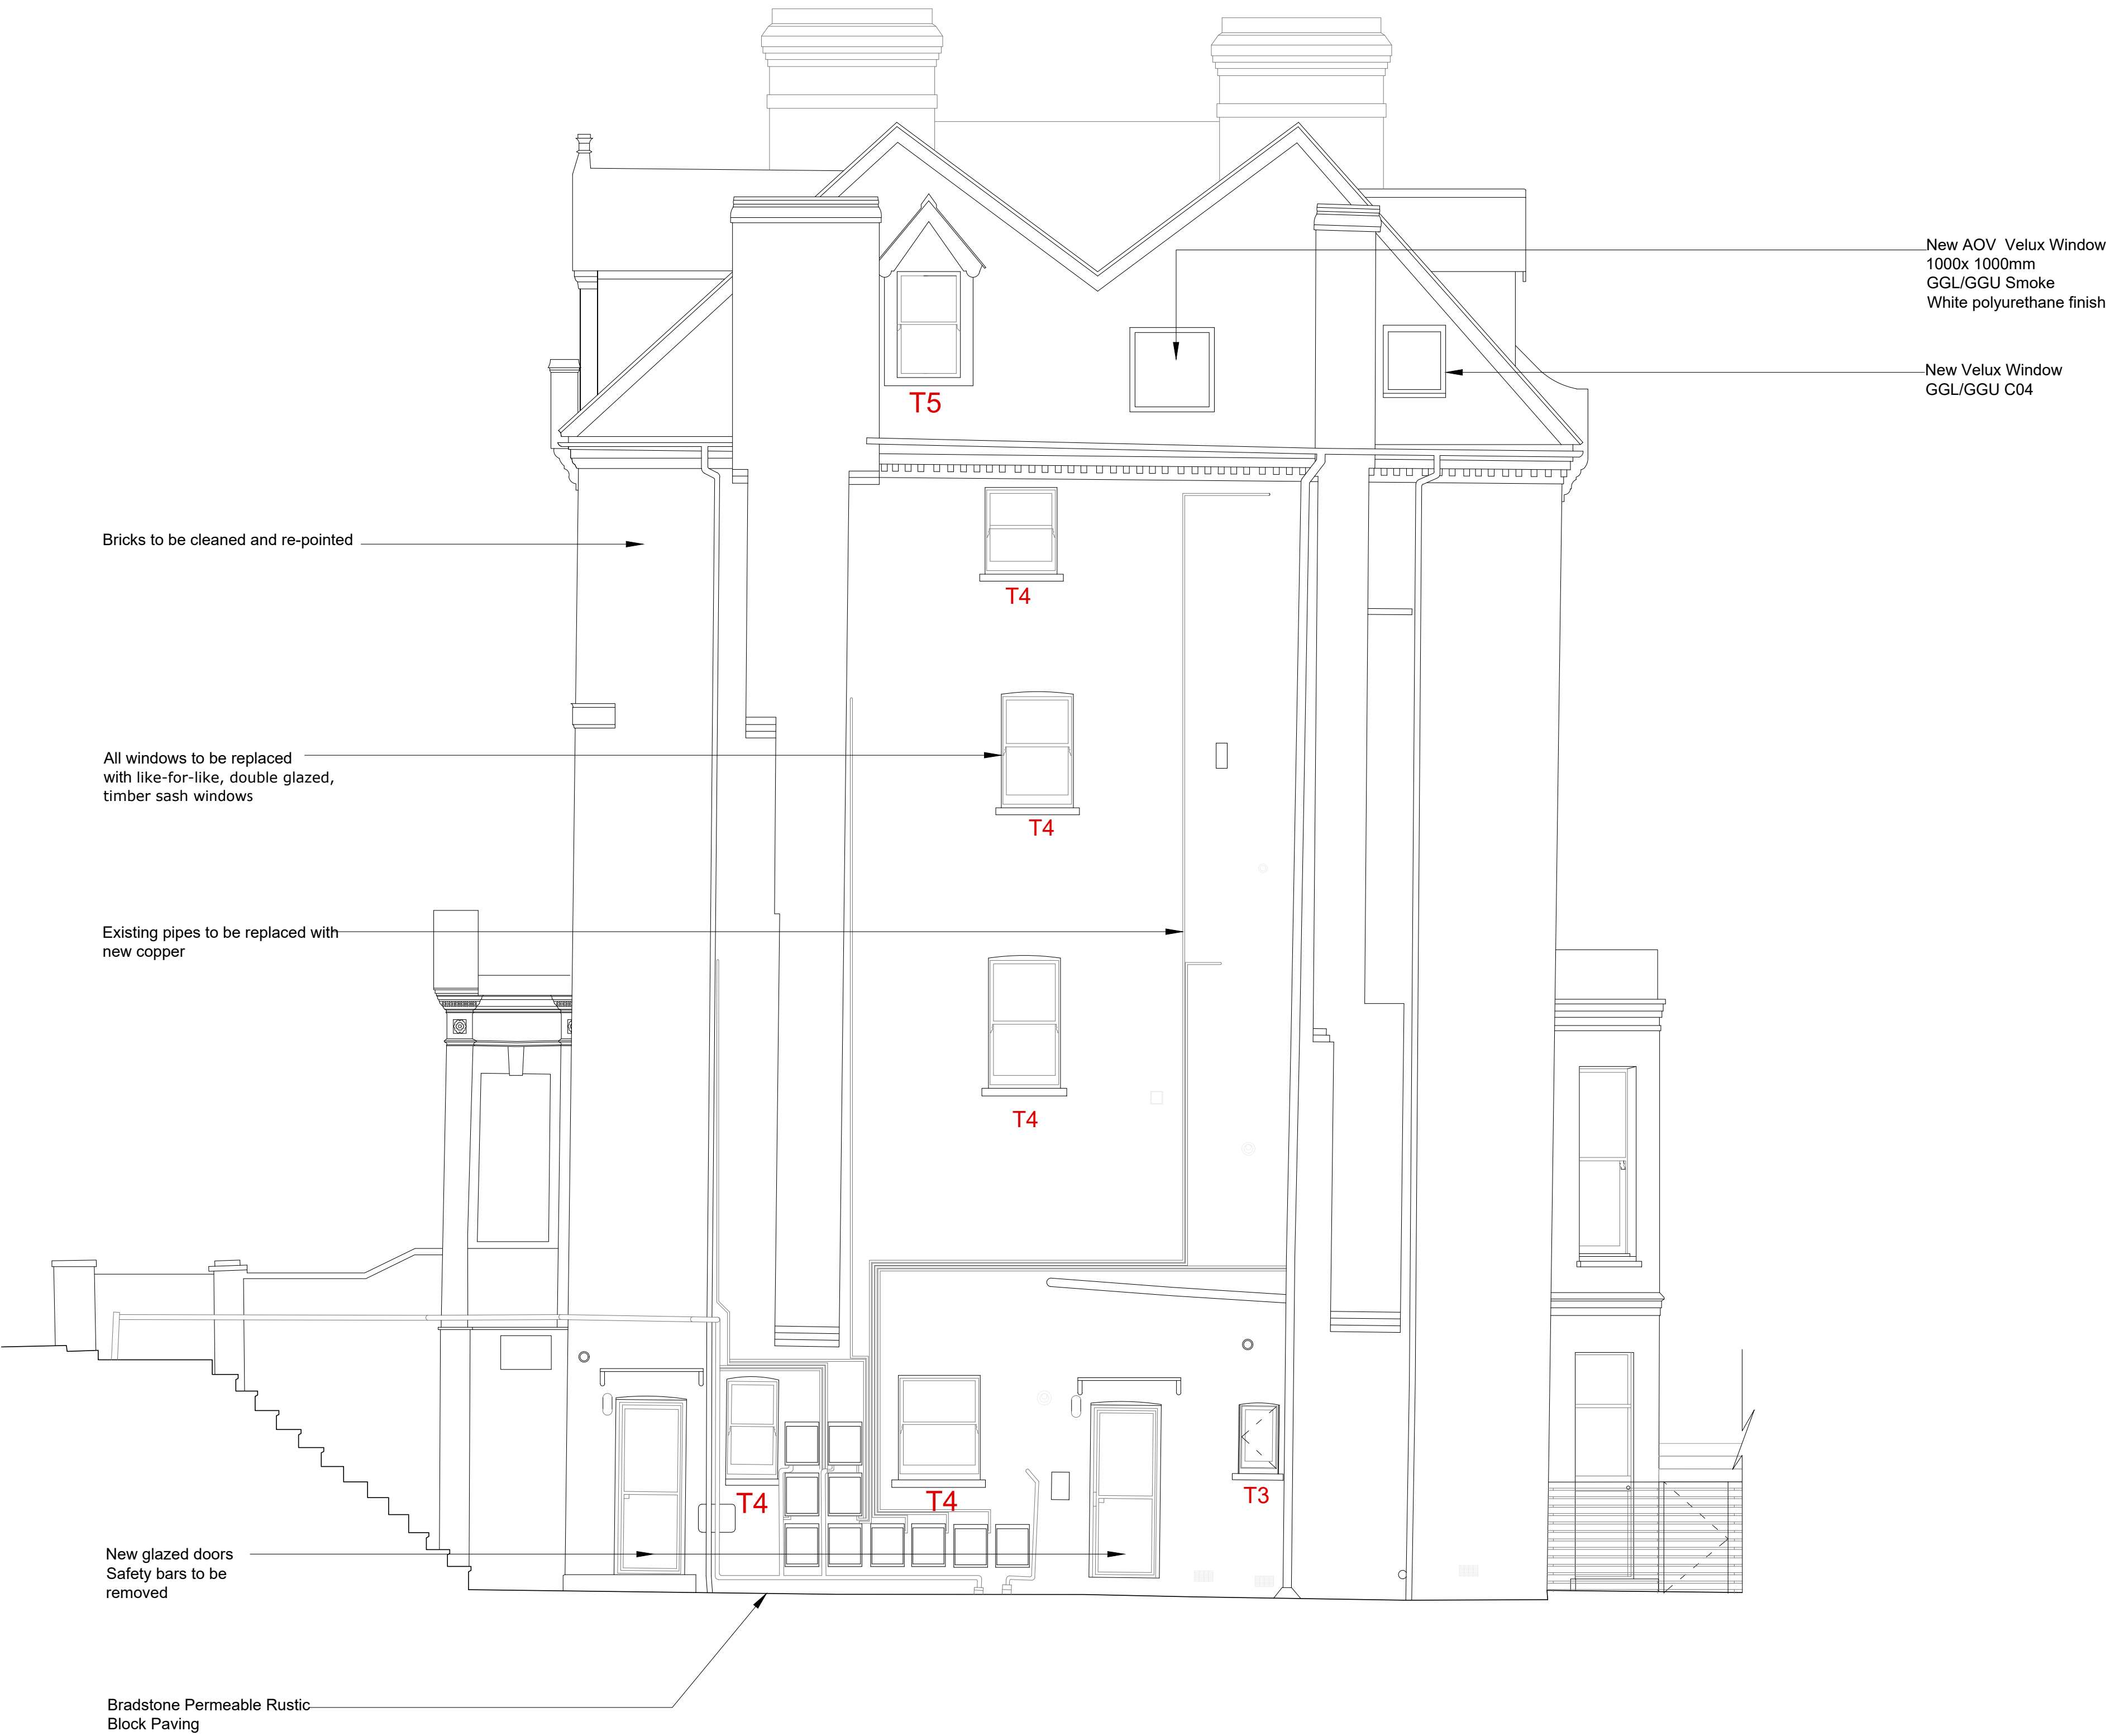 New AOV  Velux Window
1000x 1000mm
GGL/GGU Smoke
White polyurethane finish
New Velux Window
GGL/GGU C04
T5
Bricks to be cleaned and re-pointed
T4
All windows to be replaced
with like-for-like, double glazed,
timber sash windows
T4
Existing pipes to be replaced with
new copper
T4
T4
T4
T3
New glazed doors
Safety bars to be
removed
Bradstone Permeable Rustic
Block Paving